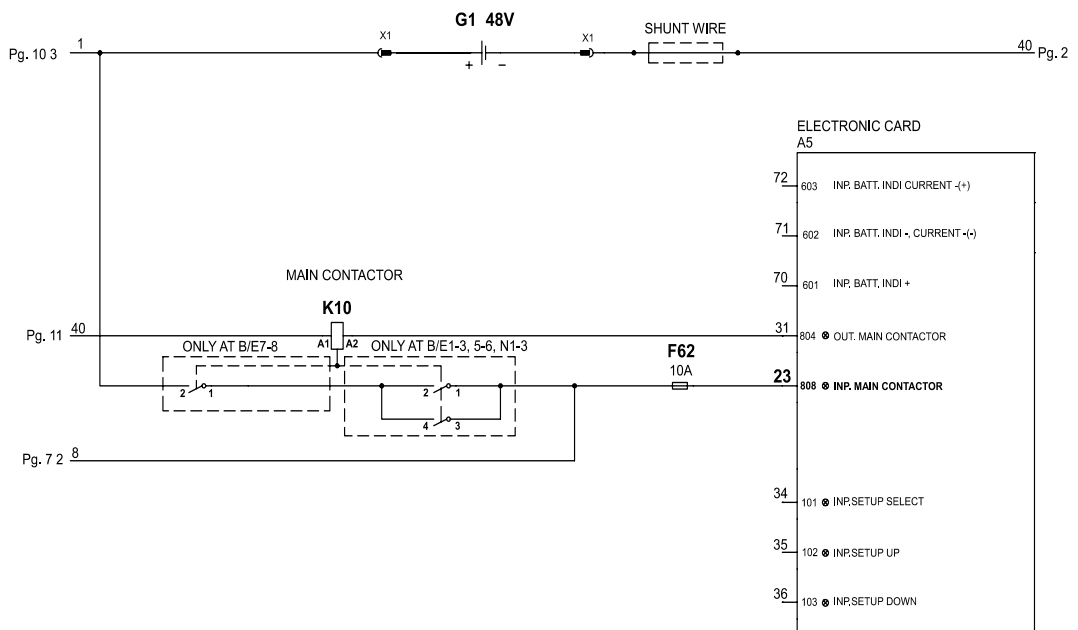 G1 48V
SHUNT WIRE
X1
X1
1
Pg. 10 3
40
Pg. 2
+ –
ELECTRONIC CARD
A5
72
603 INP. BATT. INDI CURRENT -(+)
71
602 INP. BATT. INDI -, CURRENT -(-)
70
601 INP. BATT. INDI +
MAIN CONTACTOR
K10
Pg. 11 40
31
804 OUT. MAIN CONTACTOR
A1 A2
ONLY AT B/E7-8
ONLY AT B/E1-3, 5-6, N1-3
F62
10A
23
808 INP. MAIN CONTACTOR
2 1
2 1
4 3
Pg. 7 2 8
34
101 INP.SETUP SELECT
35
102 INP.SETUP UP
36
103 INP.SETUP DOWN